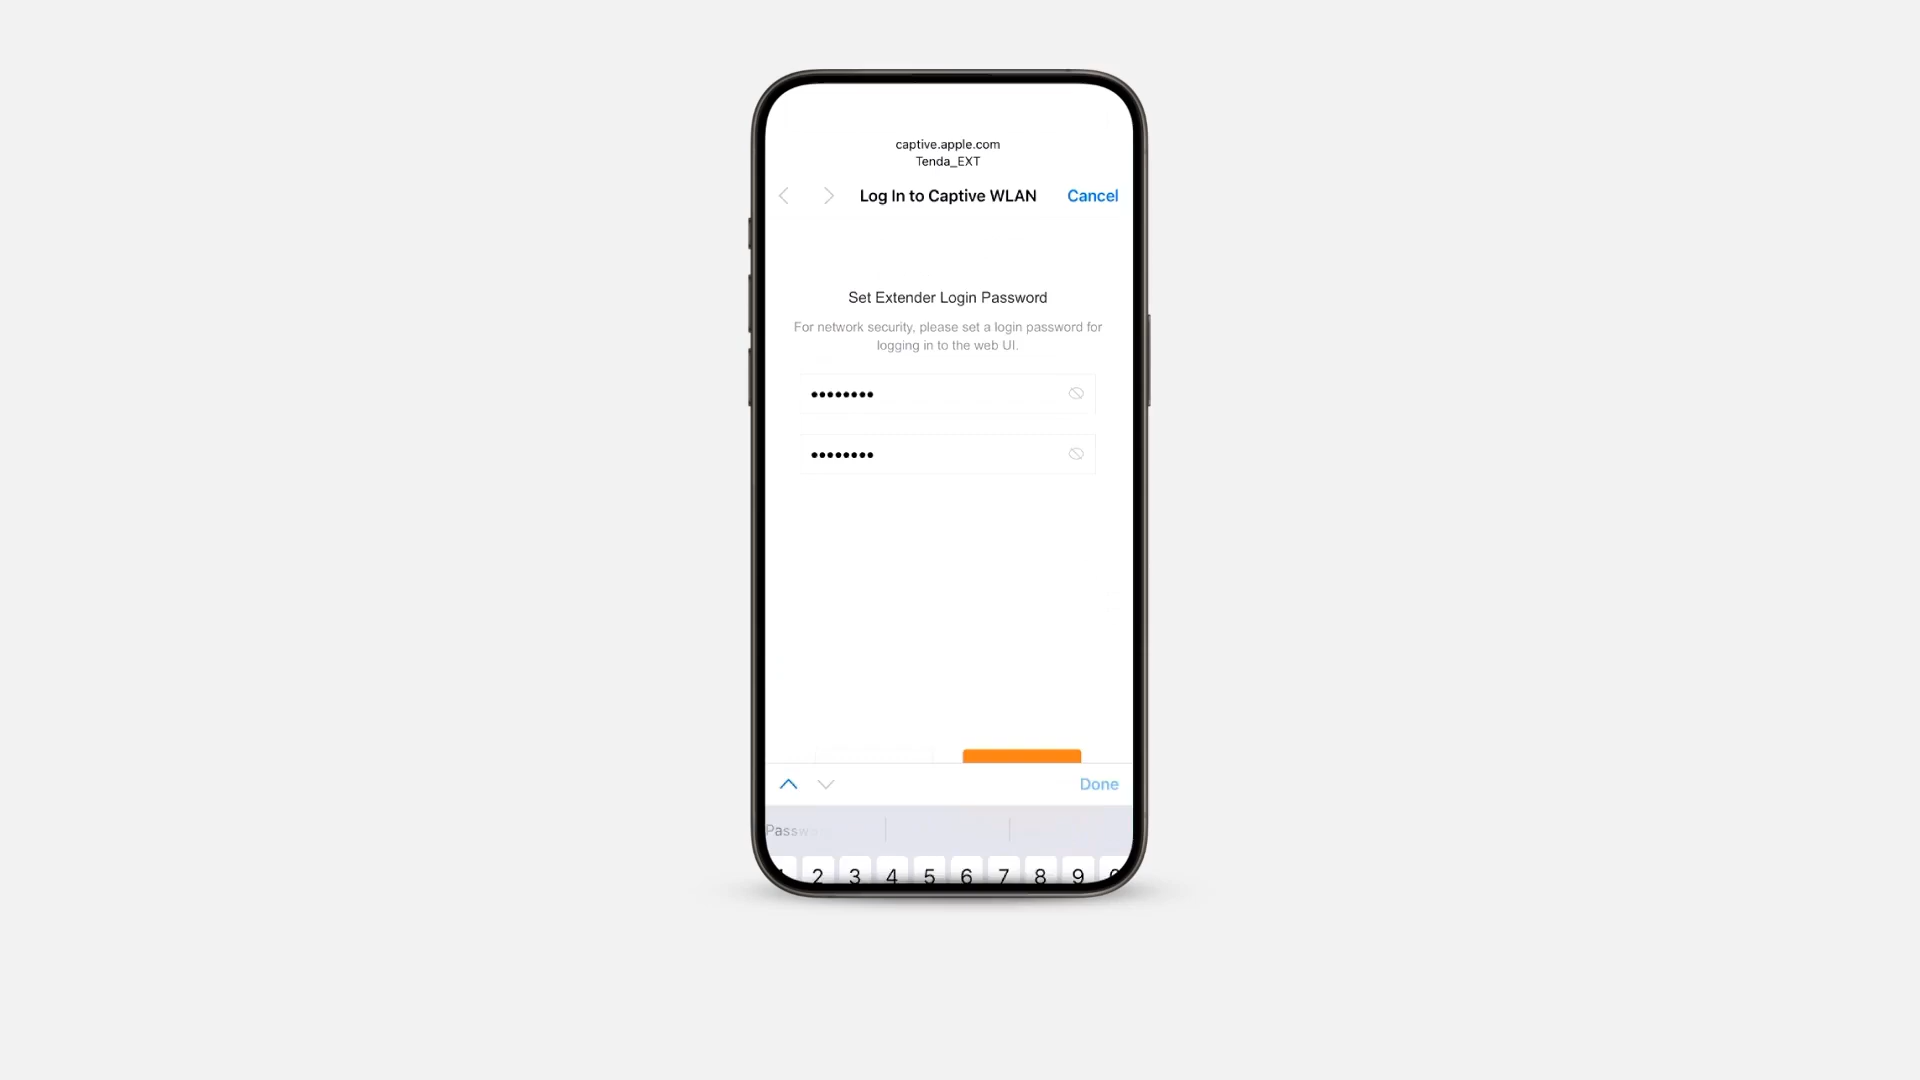 captive.apple.com
Tenda_EXT
Log In to Captive WLAN
Cancel
Set Extender Login Password
For network security, please set a login password for
logging in to the web UI.
••••••••
••••••••
Done
2 3 4 5 6 7 8 9